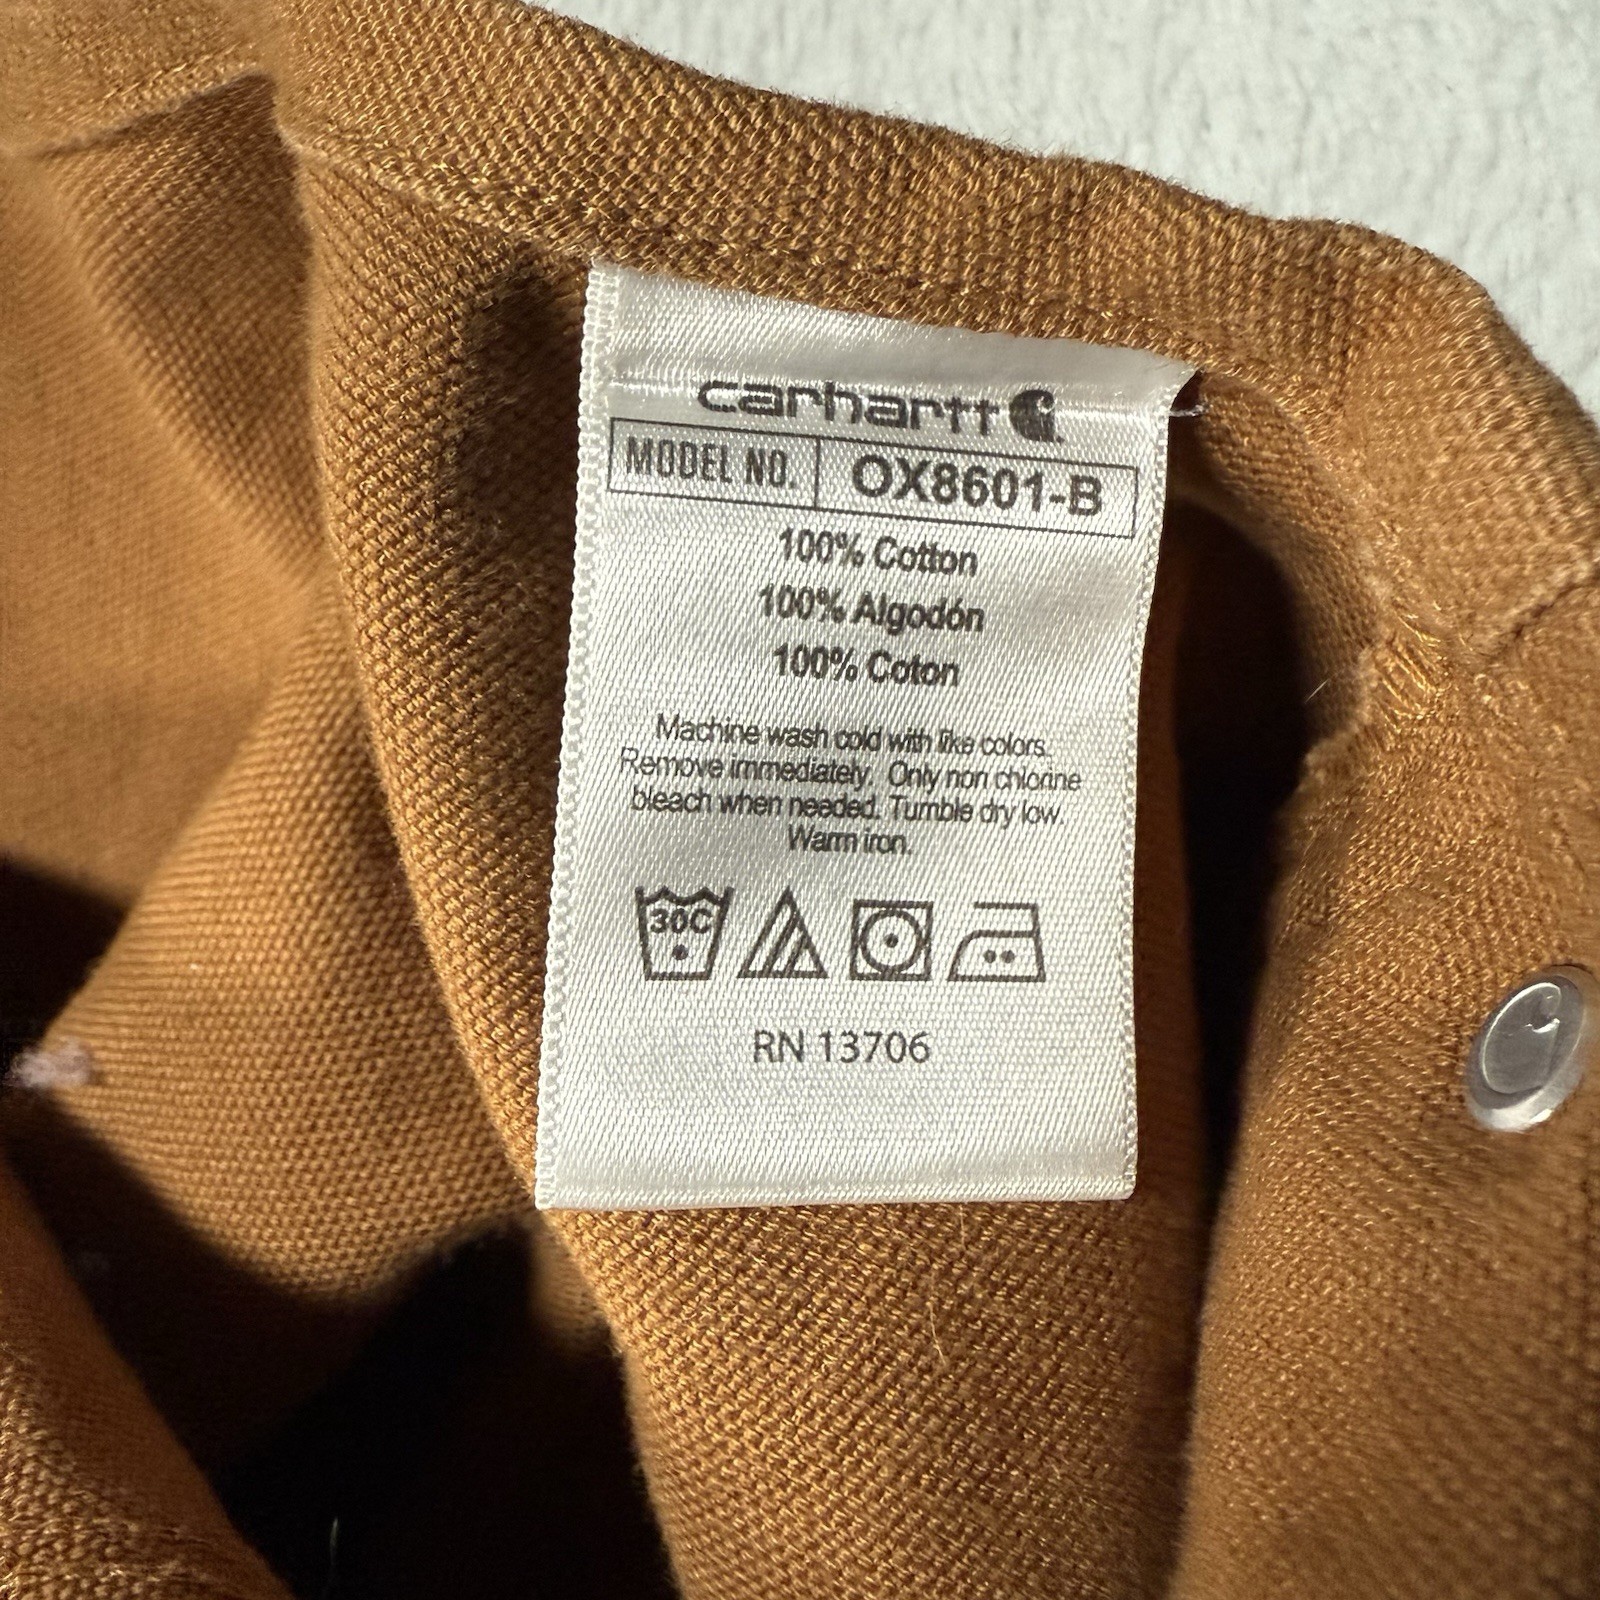 carhartt
MODEL NO. OX8601-B
100% Cotton
100% Algodón
100% Coton
Machine wash cold with like colors.
Remove immediately. Only non chlorine
bleach when needed. Tumble dry low.
Warm iron.
30C
RN 13706